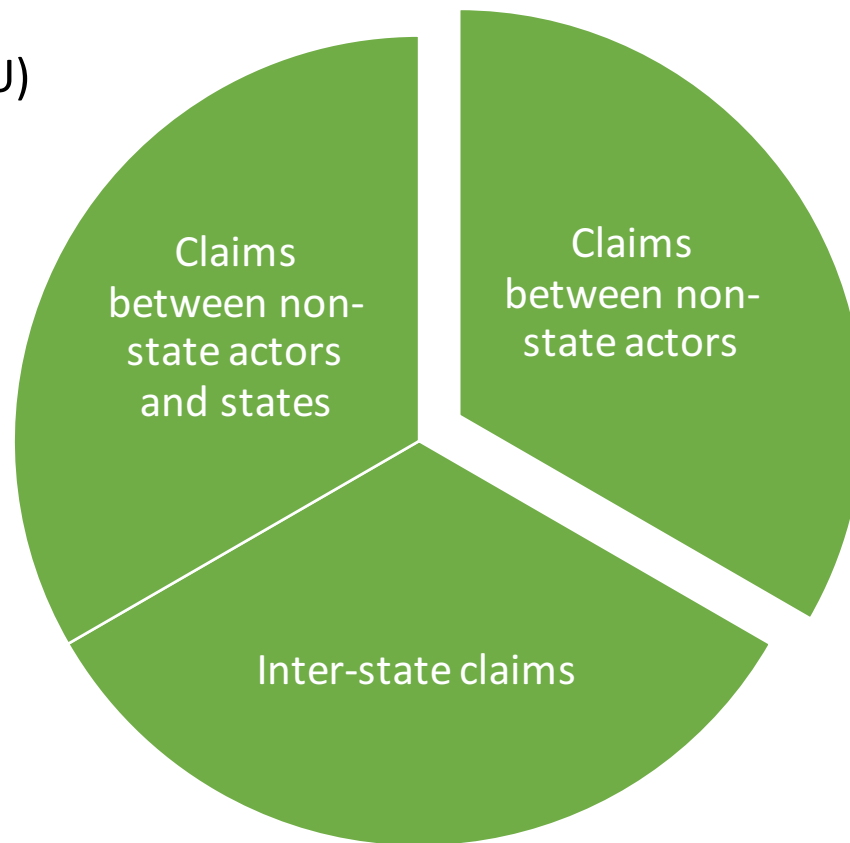 U)
Claims
between non-
state actors
and states
Claims
between non-
state actors
Inter-state claims